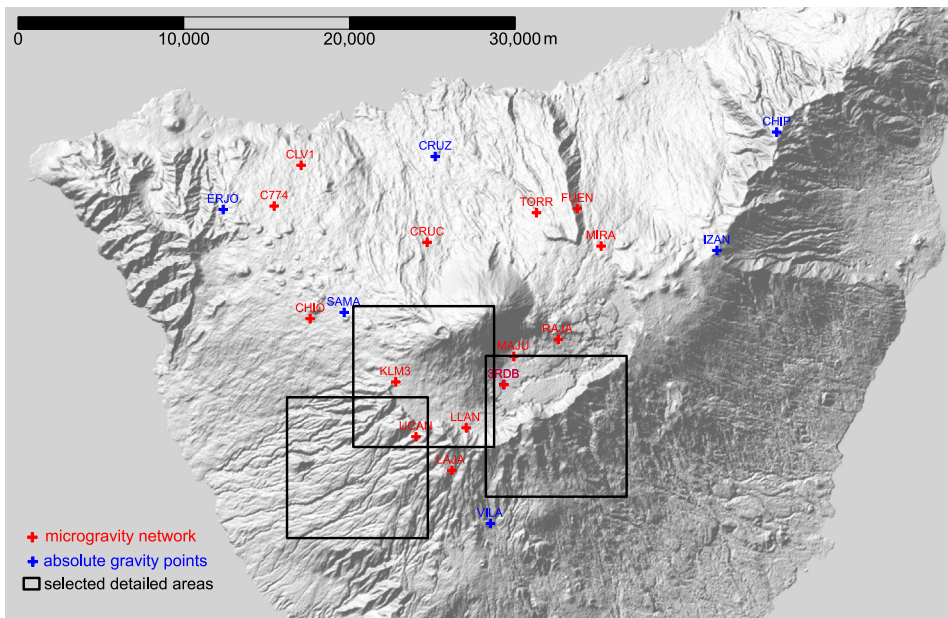 0 10,000 20,000 30,000 m
CHIP
CLV1
CRUZ
ERJO
C774
TORR
FUEN
CRUC
MIRA
IZAN
CHIO
SAMA
RAJA
MAJU
KLM3
3RDB
UCAN
LLAN
LAJA
VILA
microgravity network
absolute gravity points
selected detailed areas